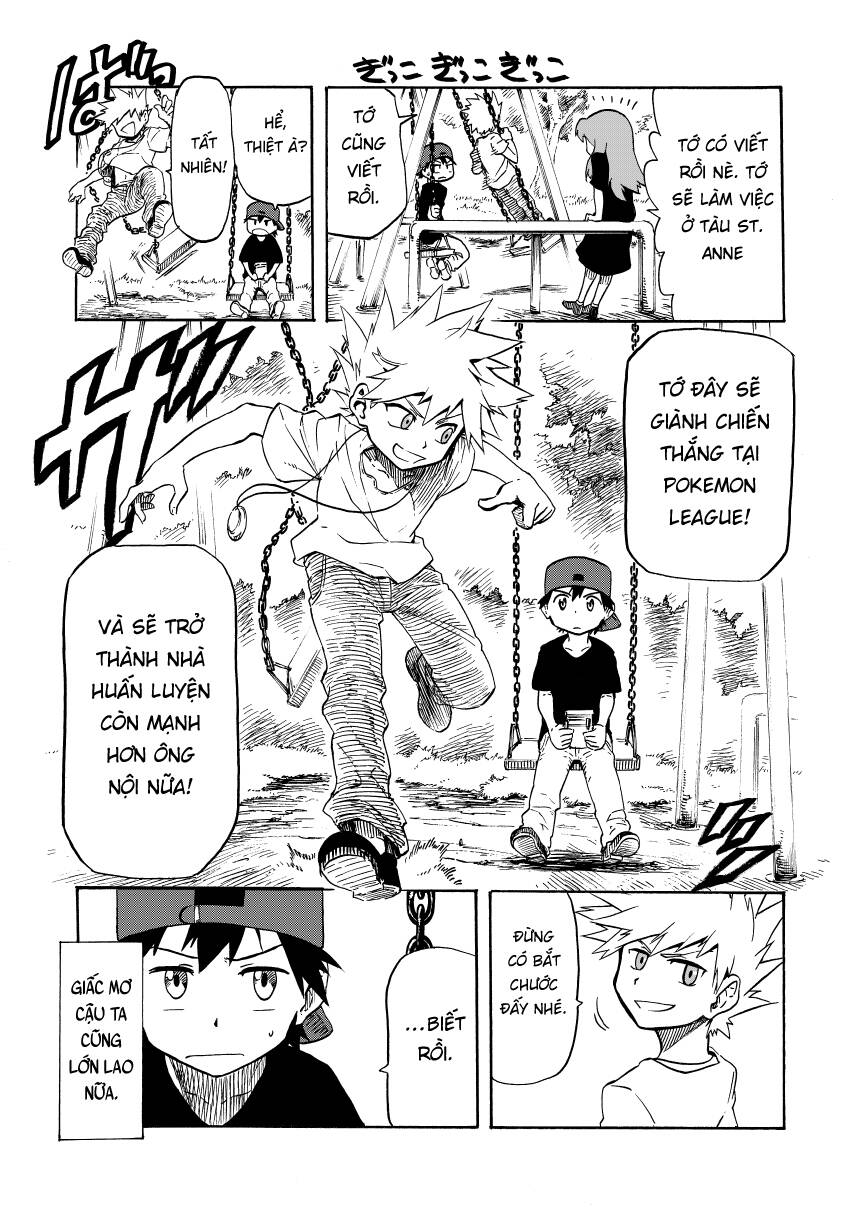 ぎっこ ぎっこ ぎっこ
TỚ CÓ VIẾT
RỒI NÈ. TỚ
SẼ LÀM VIỆC
Ở TÀU ST.
ANNE
TỚ
CŨNG
VIẾT
RỒI.
HỂ,
THIỆT À?
TẤT
NHIÊN!
ばっ
TỚ ĐÂY SẼ
GIÀNH CHIẾN
THẮNG TẠI
POKEMON
LEAGUE!
VÀ SẼ TRỞ
THÀNH NHÀ
HUẤN LUYỆN
CÒN MẠNH
HƠN ÔNG
NỘI NỮA!
ĐỪNG
CÓ BẮT
CHƯỚC
ĐẤY NHÉ.
...BIẾT
RỒI.
GIẤC MƠ
CẬU TA
CŨNG
LỚN LAO
NỮA.